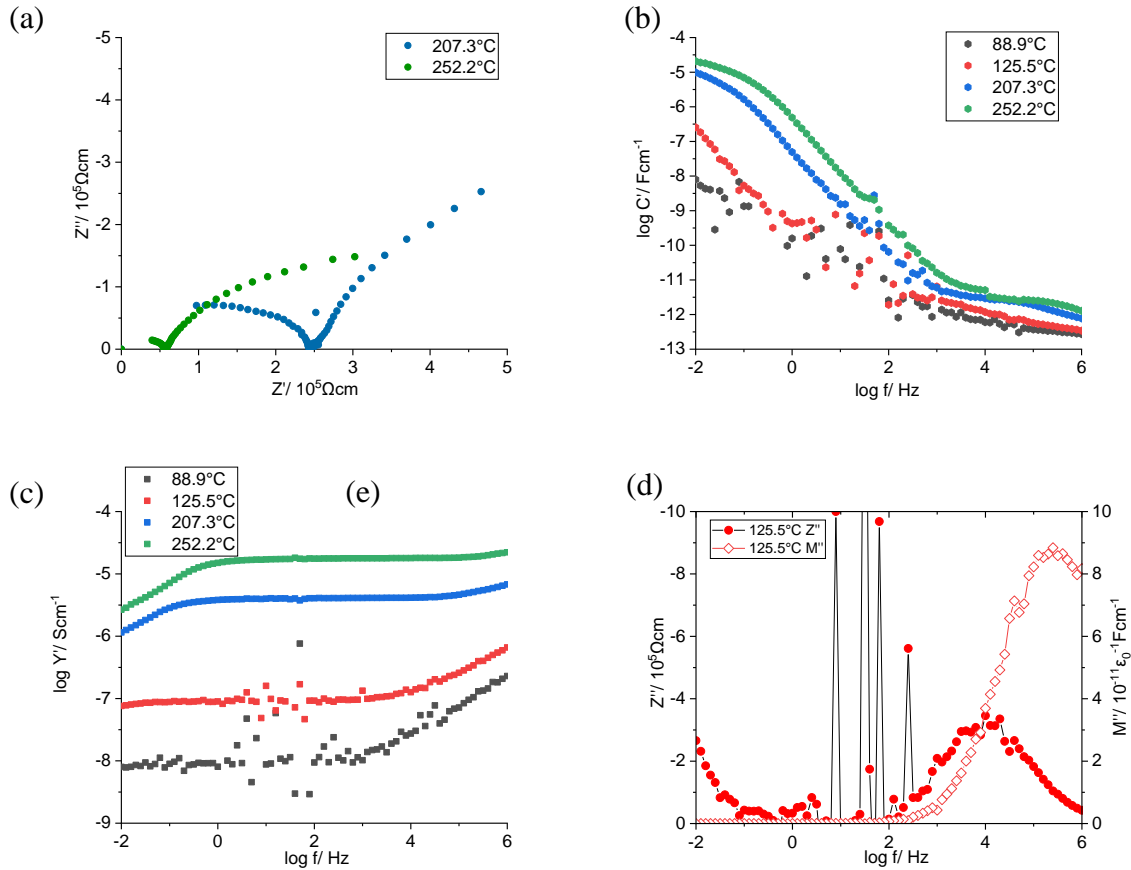 (a)
Z''/ 10⁵Ωcm
-5
-4
-3
-2
-1
0
207.3°C
252.2°C
0 1 2 3 4 5
Z'/ 10⁵Ωcm
(b)
log C'/ Fcm⁻¹
-4
-5
-6
-7
-8
-9
-10
-11
-12
-13
88.9°C
125.5°C
207.3°C
252.2°C
-2 0 2 4 6
log f/ Hz
(c)
(e)
88.9°C
125.5°C
207.3°C
252.2°C
log Y'/ Scm⁻¹
-4
-5
-6
-7
-8
-9
-2 0 2 4 6
log f/ Hz
(d)
Z''/ 10⁵Ωcm
-10
-8
-6
-4
-2
0
125.5°C Z''
125.5°C M''
10
8
6
4
2
0
M''/ 10⁻¹¹ε₀⁻¹Fcm⁻¹
-2 0 2 4 6
log f/ Hz